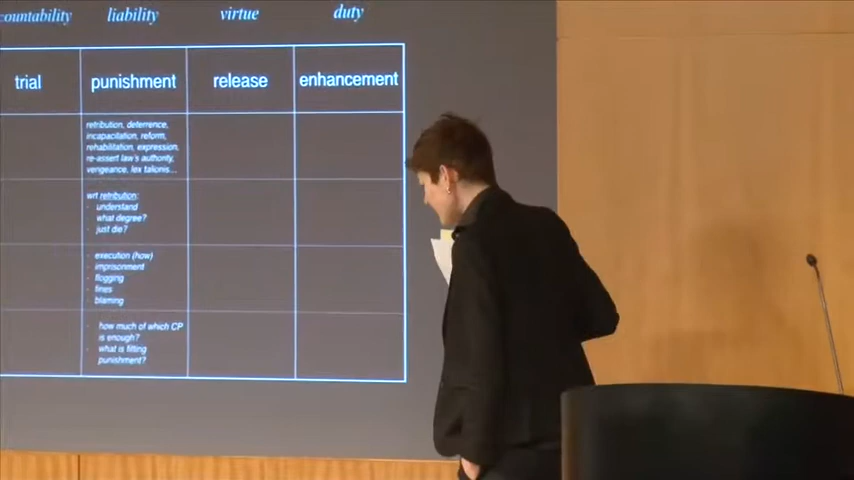 countability liability virtue duty
trial punishment release enhancement
retribution, deterrence,
incapacitation, reform,
rehabilitation, expression,
re-assert law's authority,
vengeance, lex talionis...
wrt retribution:
- understand
- what degree?
- just die?
- execution (how)
- imprisonment
- flogging
- fines
- blaming
- how much of which CP
is enough?
- what is fitting
punishment?